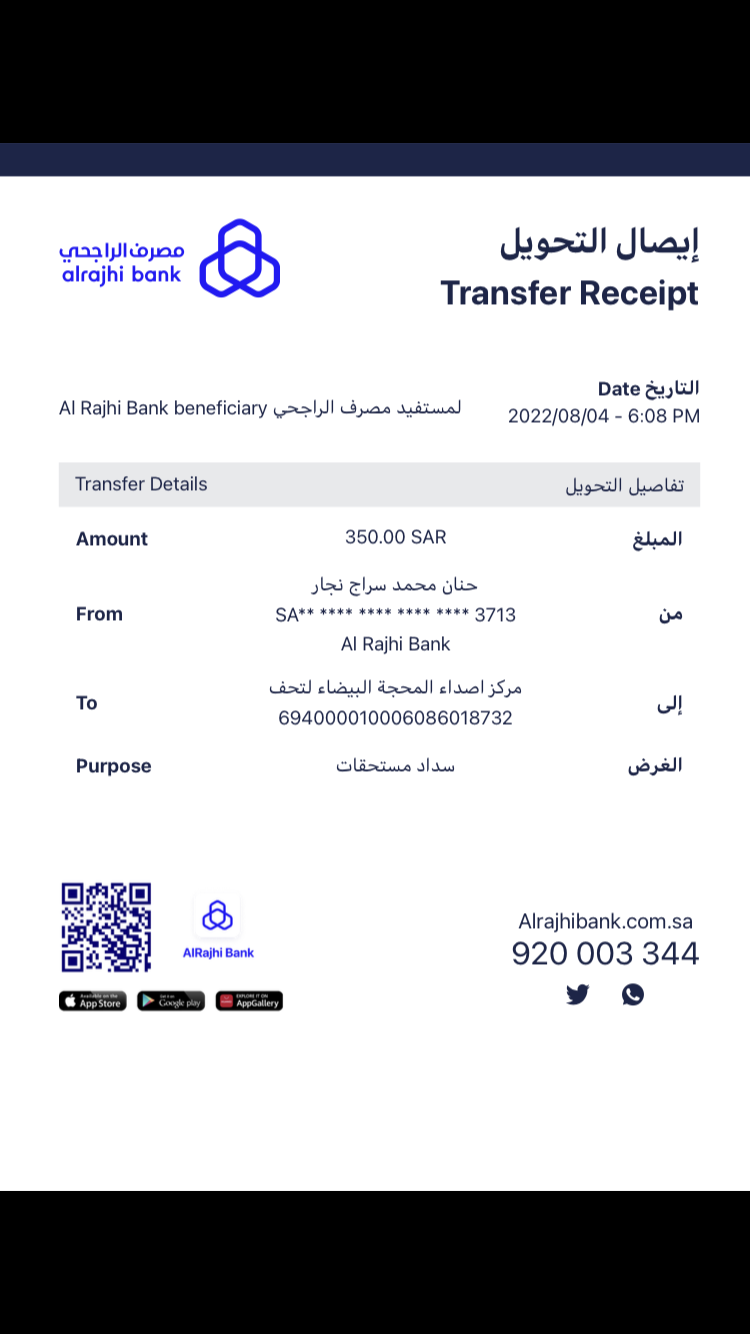 مصرف الراجحي
alrajhi bank
إيصال التحويل
Transfer Receipt
التاريخ Date
2022/08/04 - 6:08 PM
Al Rajhi Bank beneficiary لمستفيد مصرف الراجحي
Transfer Details تفاصيل التحويل
Amount 350.00 SAR المبلغ
حنان محمد سراج نجار
From SA** **** **** **** **** 3713 من
Al Rajhi Bank
مركز اصداء المحجة البيضاء لتحف
To إلى
694000010006086018732
Purpose سداد مستحقات الغرض
AlRajhi Bank
Available on the App Store
Get it on Google play
EXPLORE IT ON AppGallery
Alrajhibank.com.sa
920 003 344